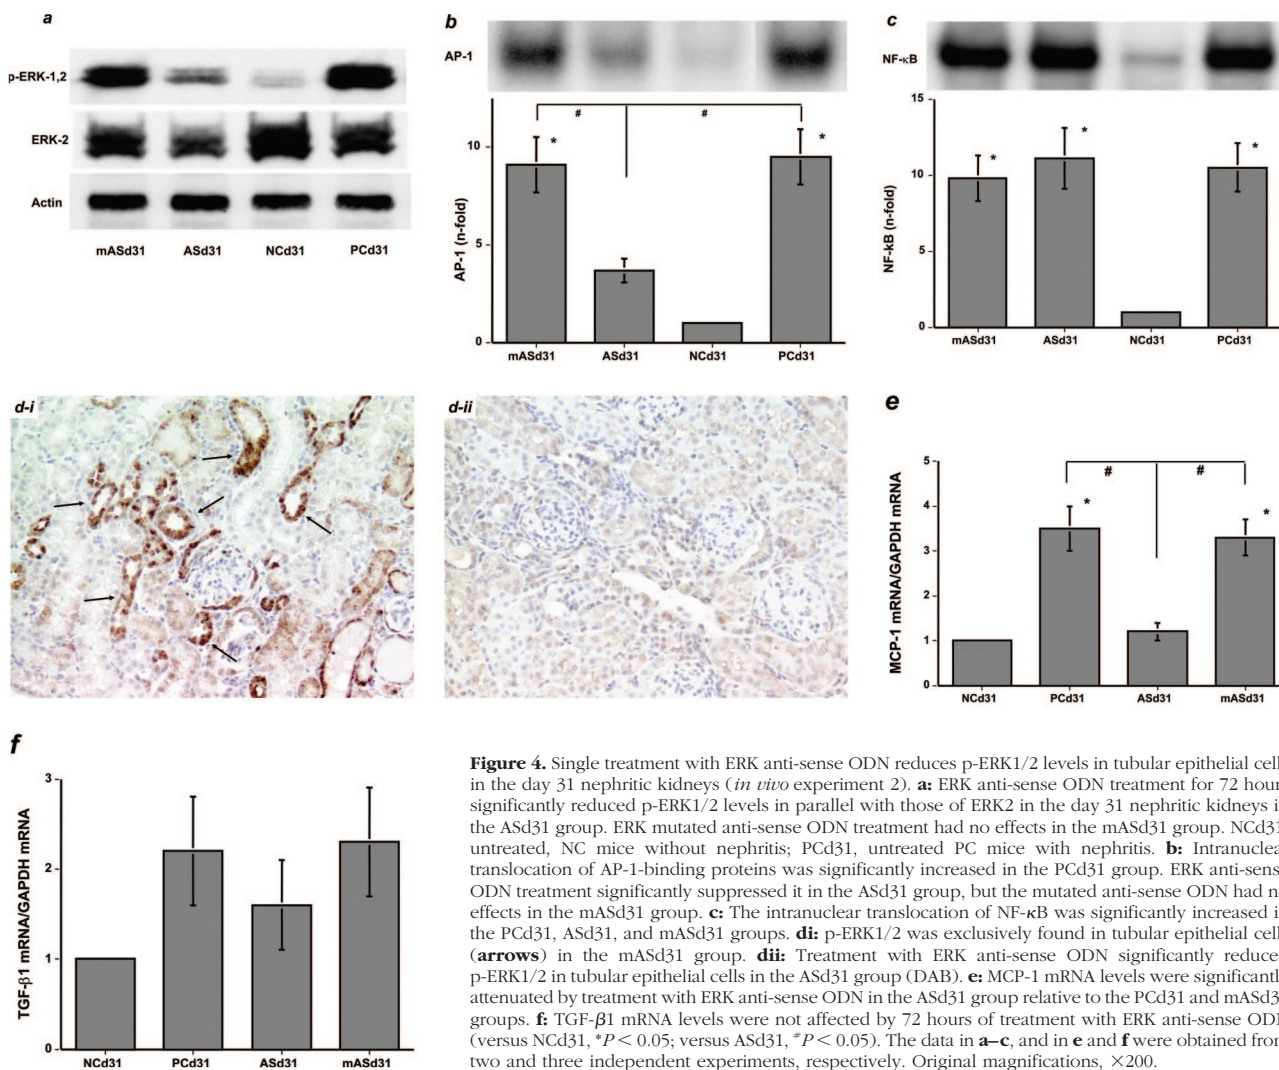 a
p-ERK-1,2
ERK-2
Actin
mASd31 ASd31 NCd31 PCd31
b
AP-1
# #
* *
10
5
0
AP-1 (n-fold)
mASd31 ASd31 NCd31 PCd31
c
NF-κB
15
10
5
0
* * *
NF-kB (n-fold)
mASd31 ASd31 NCd31 PCd31
d-i
d-ii
e
5
4
3
2
1
0
# #
* *
MCP-1 mRNA/GAPDH mRNA
NCd31 PCd31 ASd31 mASd31
f
3
2
1
0
TGF-β1 mRNA/GAPDH mRNA
NCd31 PCd31 ASd31 mASd31
Figure 4. Single treatment with ERK anti-sense ODN reduces p-ERK1/2 levels in tubular epithelial cell
in the day 31 nephritic kidneys (in vivo experiment 2). a: ERK anti-sense ODN treatment for 72 hour
significantly reduced p-ERK1/2 levels in parallel with those of ERK2 in the day 31 nephritic kidneys i
the ASd31 group. ERK mutated anti-sense ODN treatment had no effects in the mASd31 group. NCd31
untreated, NC mice without nephritis; PCd31, untreated PC mice with nephritis. b: Intranuclea
translocation of AP-1-binding proteins was significantly increased in the PCd31 group. ERK anti-sens
ODN treatment significantly suppressed it in the ASd31 group, but the mutated anti-sense ODN had n
effects in the mASd31 group. c: The intranuclear translocation of NF-κB was significantly increased i
the PCd31, ASd31, and mASd31 groups. di: p-ERK1/2 was exclusively found in tubular epithelial cell
(arrows) in the mASd31 group. dii: Treatment with ERK anti-sense ODN significantly reduce
p-ERK1/2 in tubular epithelial cells in the ASd31 group (DAB). e: MCP-1 mRNA levels were significantl
attenuated by treatment with ERK anti-sense ODN in the ASd31 group relative to the PCd31 and mASd3
groups. f: TGF-β1 mRNA levels were not affected by 72 hours of treatment with ERK anti-sense ODN
(versus NCd31, *P < 0.05; versus ASd31, #P < 0.05). The data in a–c, and in e and f were obtained from
two and three independent experiments, respectively. Original magnifications, ×200.